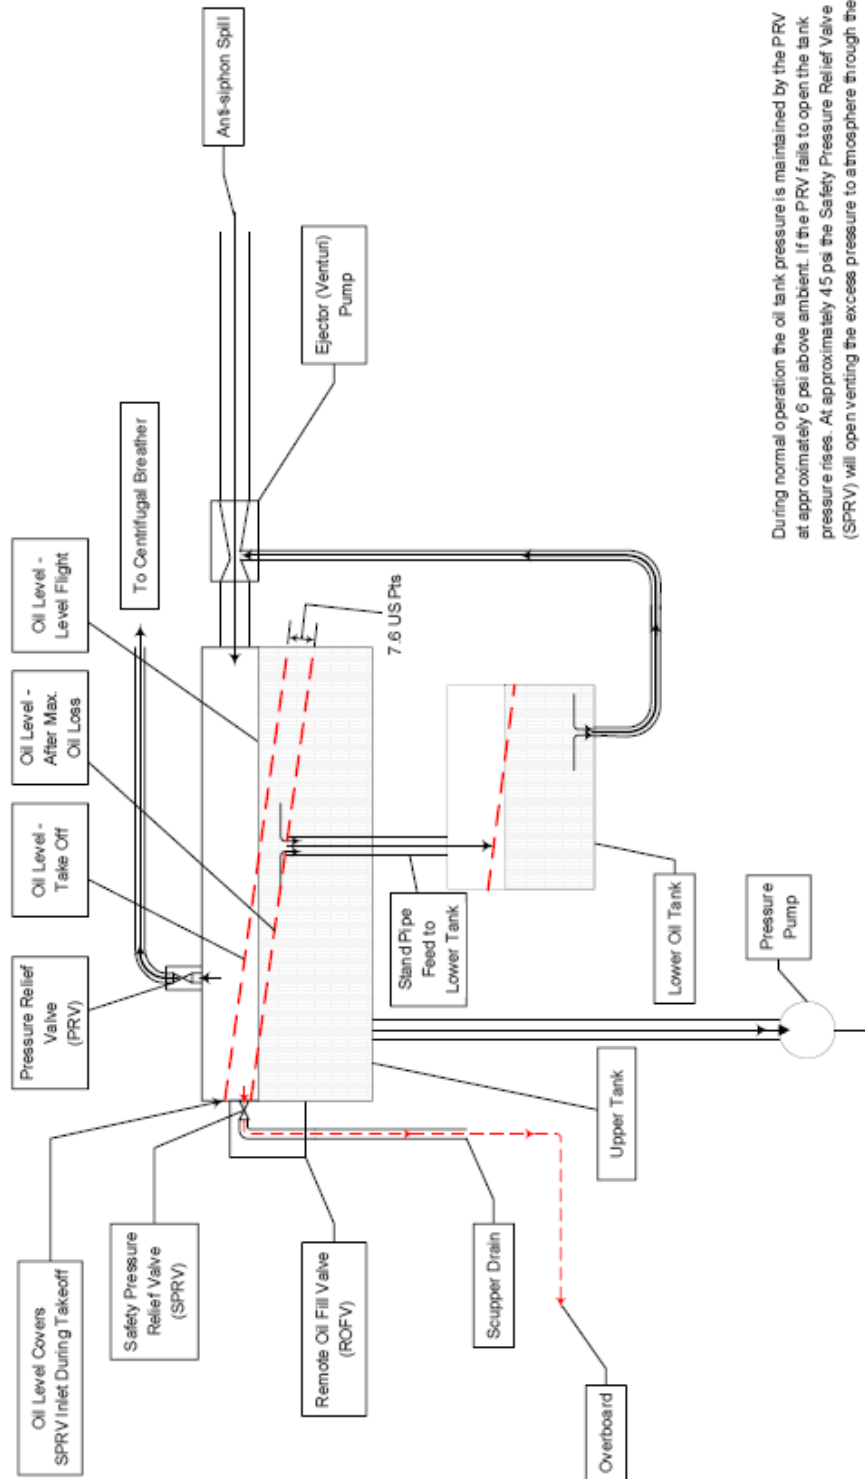 Anti-siphon Spill
To Centrifugal Breather
Ejector (Venturi)
Pump
Oil Level -
Level Flight
Oil Level -
After Max.
Oil Loss
Oil Level -
Take Off
Pressure Relief
Valve
(PRV)
7.6 US Pts
Stand Pipe
Feed to
Lower Tank
Lower Oil Tank
Pressure
Pump
Upper Tank
Oil Level Covers
SPRV Inlet During Takeoff
Safety Pressure
Relief Valve
(SPRV)
Remote Oil Fill Valve
(ROFV)
Scupper Drain
Overboard
During normal operation the oil tank pressure is maintained by the PRV
at approximately 6 psi above ambient. If the PRV fails to open the tank
pressure rises. At approximately 45 psi the Safety Pressure Relief Valve
(SPRV) will open venting the excess pressure to atmosphere through the